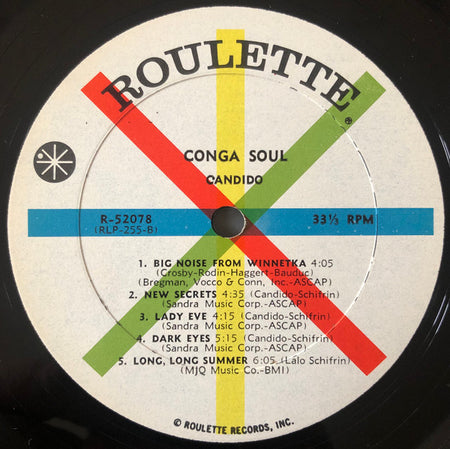 ROULETTE
®
CONGA SOUL
CANDIDO
R-52078 33⅓ RPM
(RLP-255-B)
1. BIG NOISE FROM WINNETKA 4:05
(Crosby-Rodin-Haggert-Bauduc)
(Bregman, Vocco & Conn, Inc.-ASCAP)
2. NEW SECRETS 4:35 (Candido-Schifrin)
(Sandra Music Corp.-ASCAP)
3. LADY EVE 4:15 (Candido-Schifrin)
(Sandra Music Corp.-ASCAP)
4. DARK EYES 5:15 (Candido-Schifrin)
(Sandra Music Corp.-ASCAP)
5. LONG, LONG SUMMER 6:05 (Lalo Schifrin)
(MJQ Music Co.-BMI)
© ROULETTE RECORDS, INC.